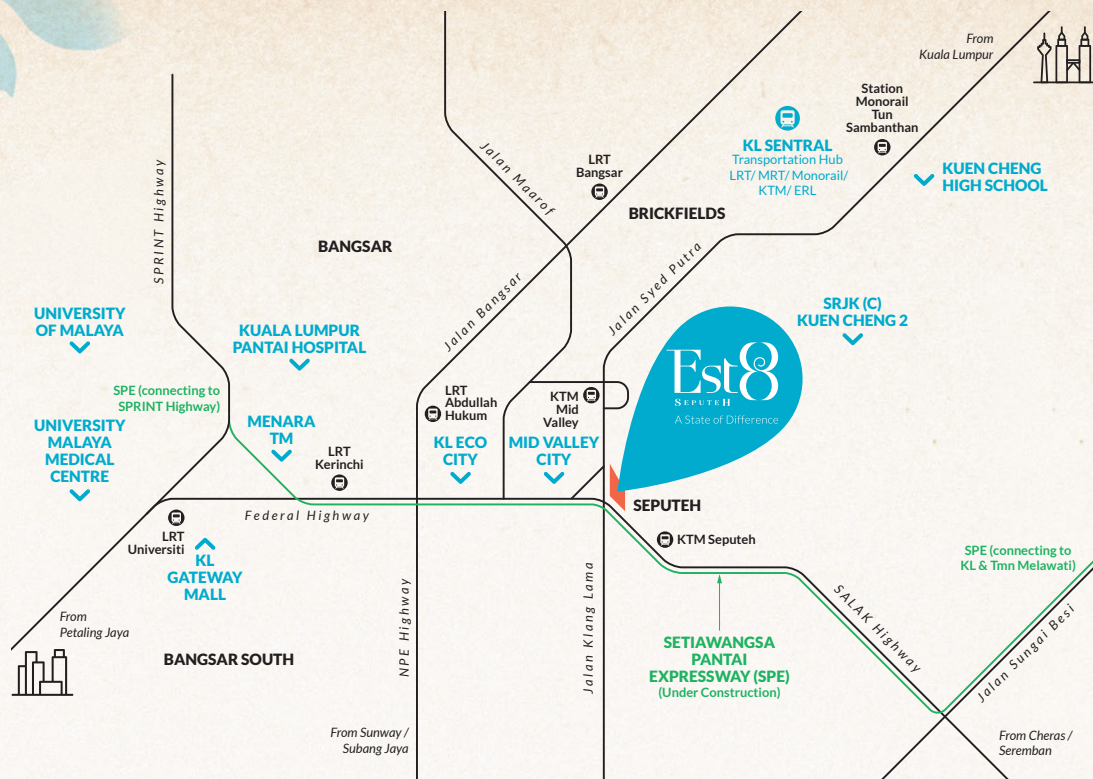 From
Kuala Lumpur
Station
Monorail
Tun
Sambanthan
KL SENTRAL
Transportation Hub
LRT/ MRT/ Monorail/
KTM/ ERL
KUEN CHENG
HIGH SCHOOL
LRT
Bangsar
Jalan Maarof
BRICKFIELDS
SPRINT Highway
BANGSAR
Jalan Bangsar
Jalan Syed Putra
UNIVERSITY
OF MALAYA
KUALA LUMPUR
PANTAI HOSPITAL
SRJK (C)
KUEN CHENG 2
Est8
SEPUTEH
A State of Difference
SPE (connecting to
SPRINT Highway)
UNIVERSITY
MALAYA
MEDICAL
CENTRE
MENARA
TM
LRT
Kerinchi
LRT
Abdullah
Hukum
KL ECO
CITY
KTM
Mid
Valley
MID VALLEY
CITY
SEPUTEH
Federal Highway
LRT
Universiti
KL
GATEWAY
MALL
KTM Seputeh
SPE (connecting to
KL & Tmn Melawati)
From
Petaling Jaya
BANGSAR SOUTH
NPE Highway
Jalan Klang Lama
SETIAWANGSA
PANTAI
EXPRESSWAY (SPE)
(Under Construction)
SALAK Highway
Jalan Sungai Besi
From Sunway /
Subang Jaya
From Cheras /
Seremban